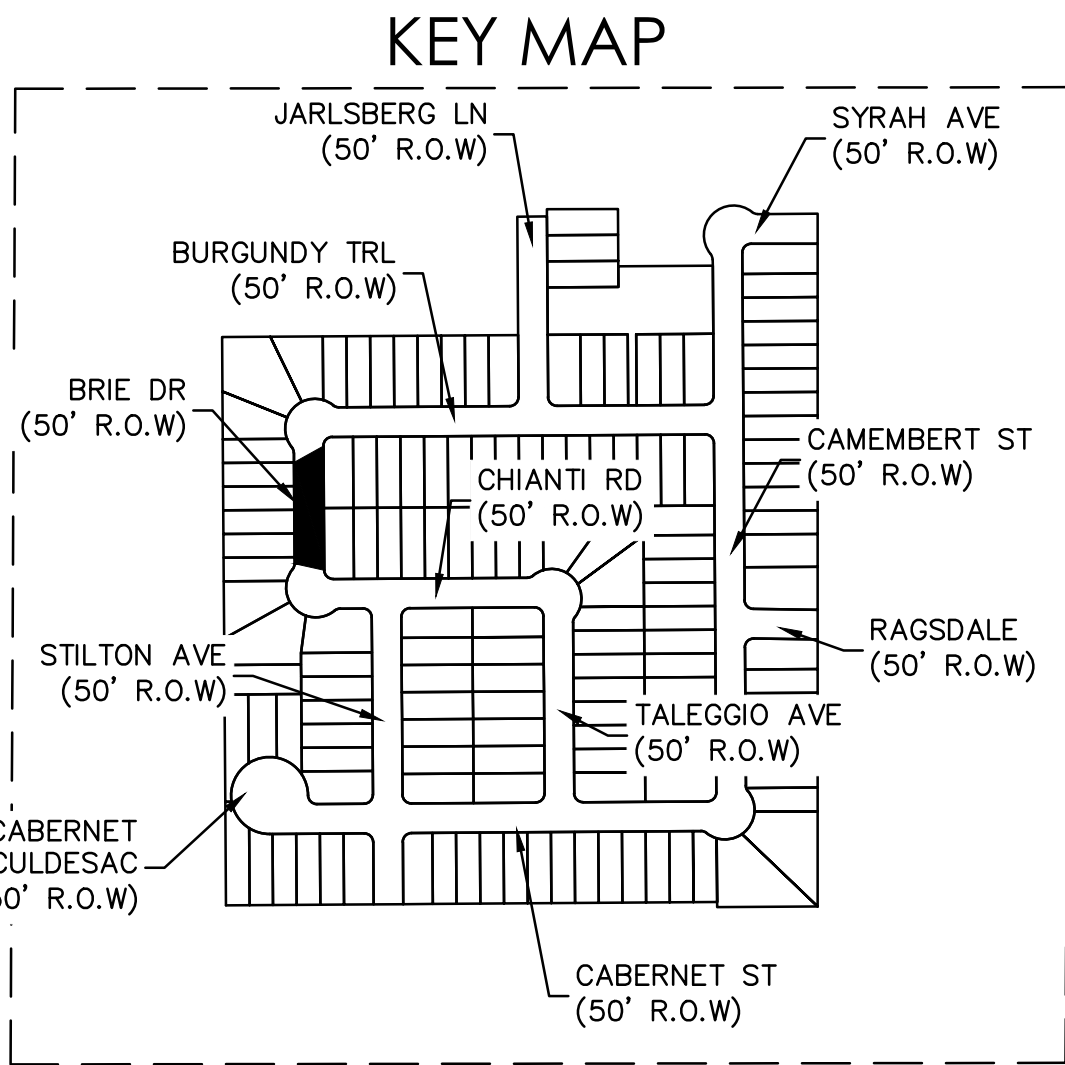 KEY MAP
JARLSBERG LN
(50' R.O.W)
SYRAH AVE
(50' R.O.W)
BURGUNDY TRL
(50' R.O.W)
BRIE DR
(50' R.O.W)
CAMEMBERT ST
(50' R.O.W)
CHIANTI RD
(50' R.O.W)
RAGSDALE
(50' R.O.W)
STILTON AVE
(50' R.O.W)
TALEGGIO AVE
(50' R.O.W)
CABERNET
CULDESAC
50' R.O.W)
CABERNET ST
(50' R.O.W)